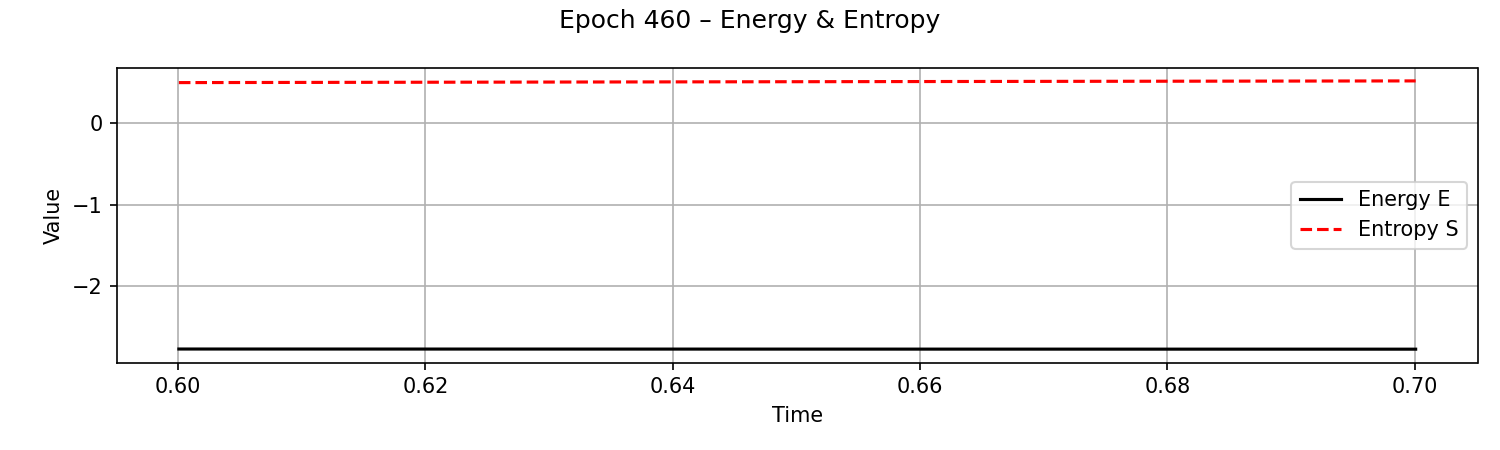 Epoch 460 – Energy & Entropy
Value
0
−1
−2
Energy E
Entropy S
0.60 0.62 0.64 0.66 0.68 0.70
Time